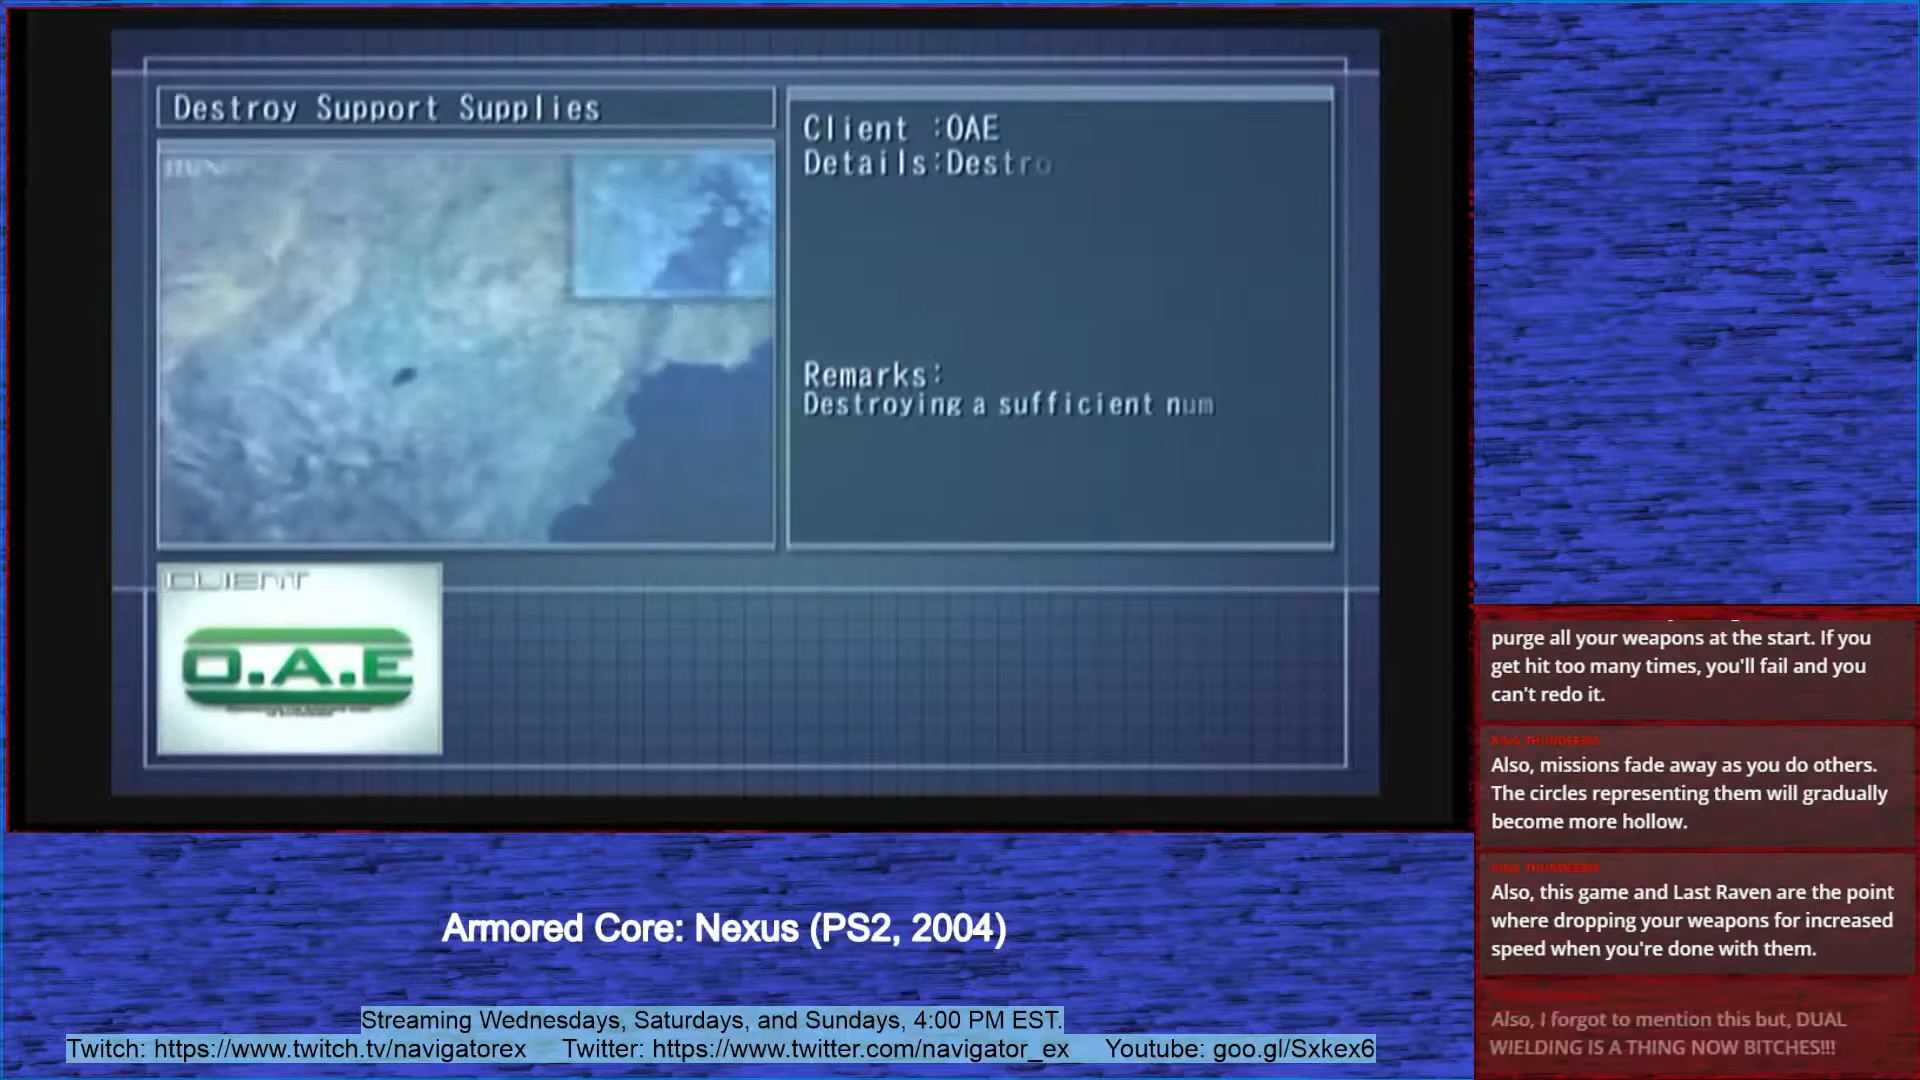 Destroy Support Supplies
Client :OAE
Details:Destro
Remarks:
Destroying a sufficient num
CLIENT
O.A.E
purge all your weapons at the start. If you
get hit too many times, you'll fail and you
can't redo it.
KING_THUNDER365
Also, missions fade away as you do others.
The circles representing them will gradually
become more hollow.
KING_THUNDER365
Also, this game and Last Raven are the point
where dropping your weapons for increased
speed when you're done with them.
Also, I forgot to mention this but, DUAL
WIELDING IS A THING NOW BITCHES!!!
Armored Core: Nexus (PS2, 2004)
Streaming Wednesdays, Saturdays, and Sundays, 4:00 PM EST.
Twitch: https://www.twitch.tv/navigatorex Twitter: https://www.twitter.com/navigator_ex Youtube: goo.gl/Sxkex6